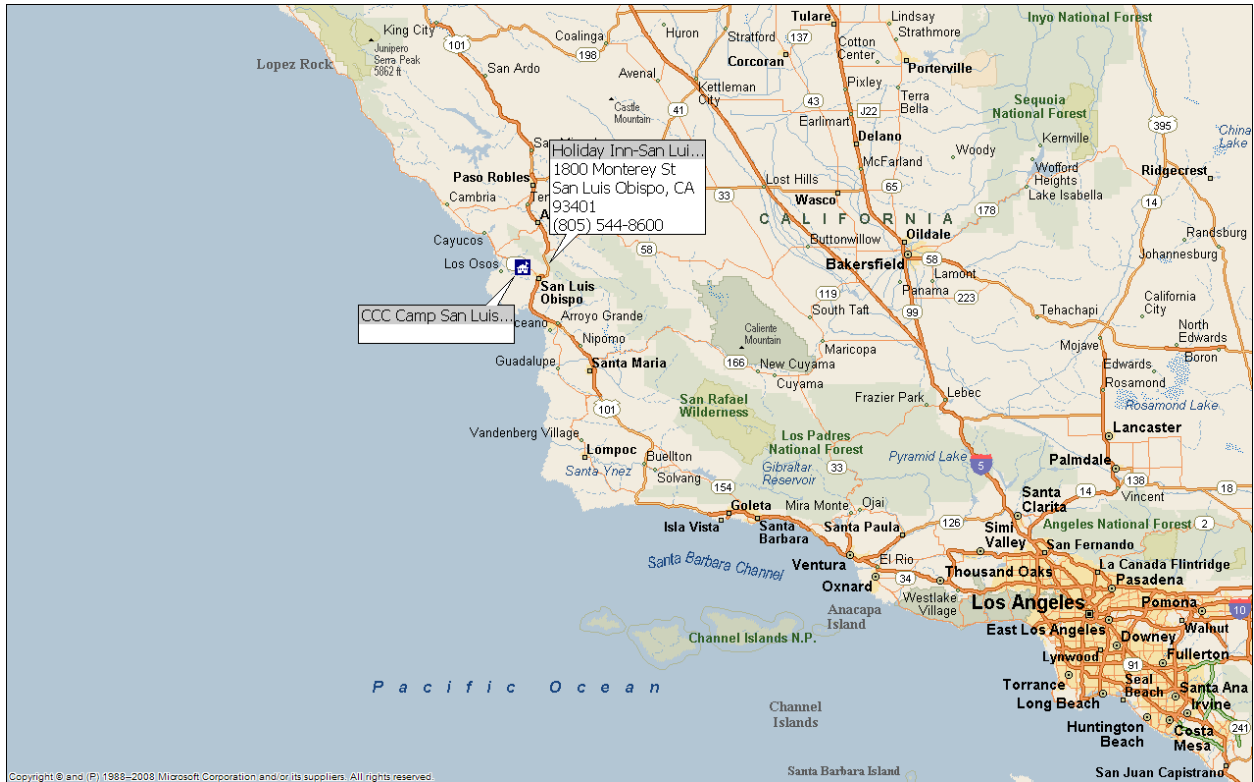 King City
101
Junipero
Serra Peak
5862 ft
Lopez Rock
Coalinga
198
Huron
Stratford
137
Tulare
Lindsay
Strathmore
Inyo National Forest
Corcoran
Cotton
Center
Porterville
San Ardo
Avenal
Kettleman
City
Pixley
Terra
Bella
Castle
Mountain
41
43
Earlimart
J22
Sequoia
National Forest
395
China
Lake
Delano
Kernville
Woody
McFarland
Wofford
Heights
Lake Isabella
Ridgecrest
Holiday Inn-San Lui...
1800 Monterey St
San Luis Obispo, CA
93401
(805) 544-8600
Paso Robles
Cambria
33
Lost Hills
Wasco
65
178
14
CALIFORNIA
Cayucos
58
Buttonwillow
Oildale
Randsburg
Johannesburg
Los Osos
Bakersfield
58
Lamont
San Luis
Obispo
119
Panama
223
California
City
CCC Camp San Luis...
Arroyo Grande
South Taft
99
Tehachapi
Nipomo
Caliente
Mountain
Mojave
North
Edwards
Boron
Guadalupe
Santa Maria
166
New Cuyama
Maricopa
Edwards
Cuyama
Rosamond
101
San Rafael
Wilderness
Frazier Park
Lebec
Rosamond Lake
Vandenberg Village
Los Padres
National Forest
Lancaster
Lompoc
Buellton
Pyramid Lake
5
Palmdale
Santa Ynez
Solvang
Gibraltar
Reservoir
33
154
14
138
18
Vincent
Goleta
Mira Monte
Ojai
Santa
Clarita
Isla Vista
Santa
Barbara
Santa Paula
126
Simi
Valley
Angeles National Forest
2
San Fernando
Santa Barbara Channel
Ventura
El Rio
La Canada Flintridge
Oxnard
34
Thousand Oaks
Pasadena
Westlake
Village
Los Angeles
Pomona
10
Anacapa
Island
East Los Angeles
Walnut
Channel Islands N.P.
Downey
Lynwood
91
Fullerton
Pacific Ocean
Torrance
Seal
Beach
Santa Ana
Long Beach
Irvine
Channel
Islands
Huntington
Beach
Costa
Mesa
241
Santa Barbara Island
San Juan Capistrano
Copyright © and (P) 1988–2008 Microsoft Corporation and/or its suppliers. All rights reserved.